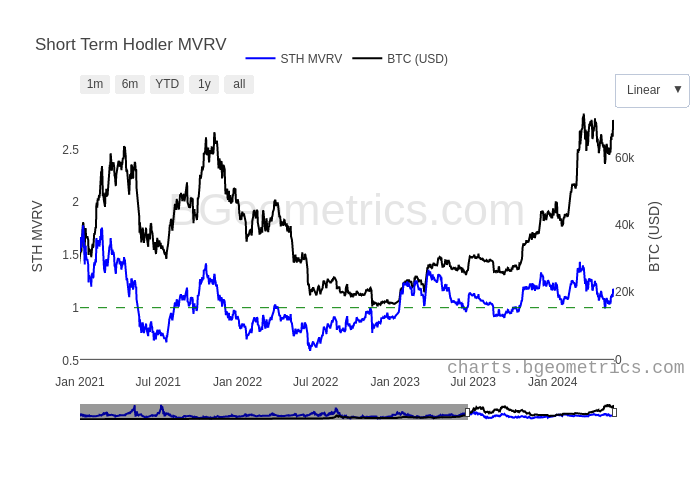 Short Term Hodler MVRV
STH MVRV BTC (USD)
1m 6m YTD 1y all
Linear ▼
2.5
2
1.5
1
0.5
STH MVRV
60k
40k
20k
0
BTC (USD)
BGeometrics.com
charts.bgeometrics.com
Jan 2021 Jul 2021 Jan 2022 Jul 2022 Jan 2023 Jul 2023 Jan 2024